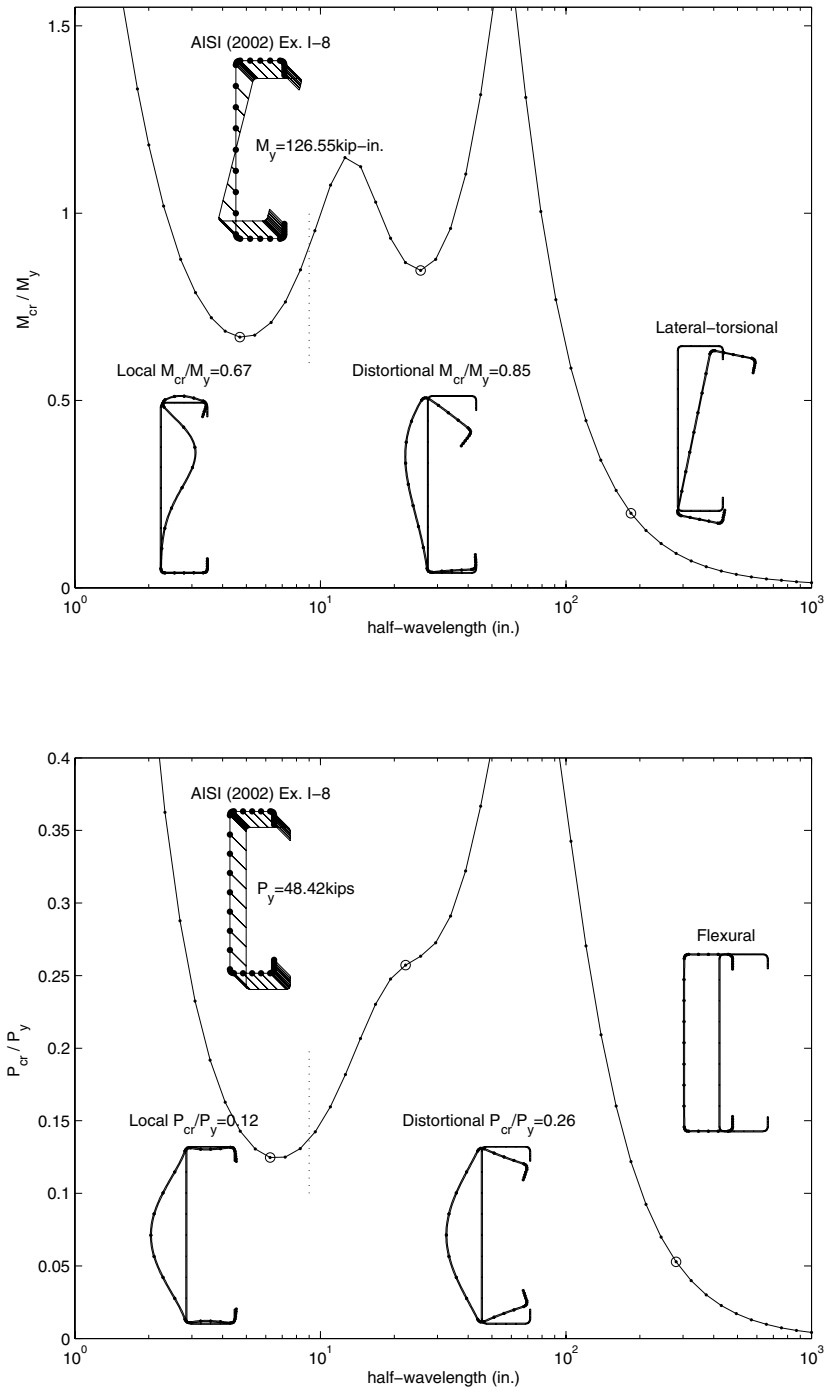 1.5
AISI (2002) Ex. I−8
M_y=126.55kip−in.
1
M_cr / M_y
Lateral−torsional
Local M_cr/M_y=0.67
Distortional M_cr/M_y=0.85
0.5
0
10^0
10^1
10^2
10^3
half−wavelength (in.)
0.4
AISI (2002) Ex. I−8
0.35
P_y=48.42kips
0.3
Flexural
0.25
P_cr / P_y
0.2
0.15
Local P_cr/P_y=0.12
Distortional P_cr/P_y=0.26
0.1
0.05
0
10^0
10^1
10^2
10^3
half−wavelength (in.)